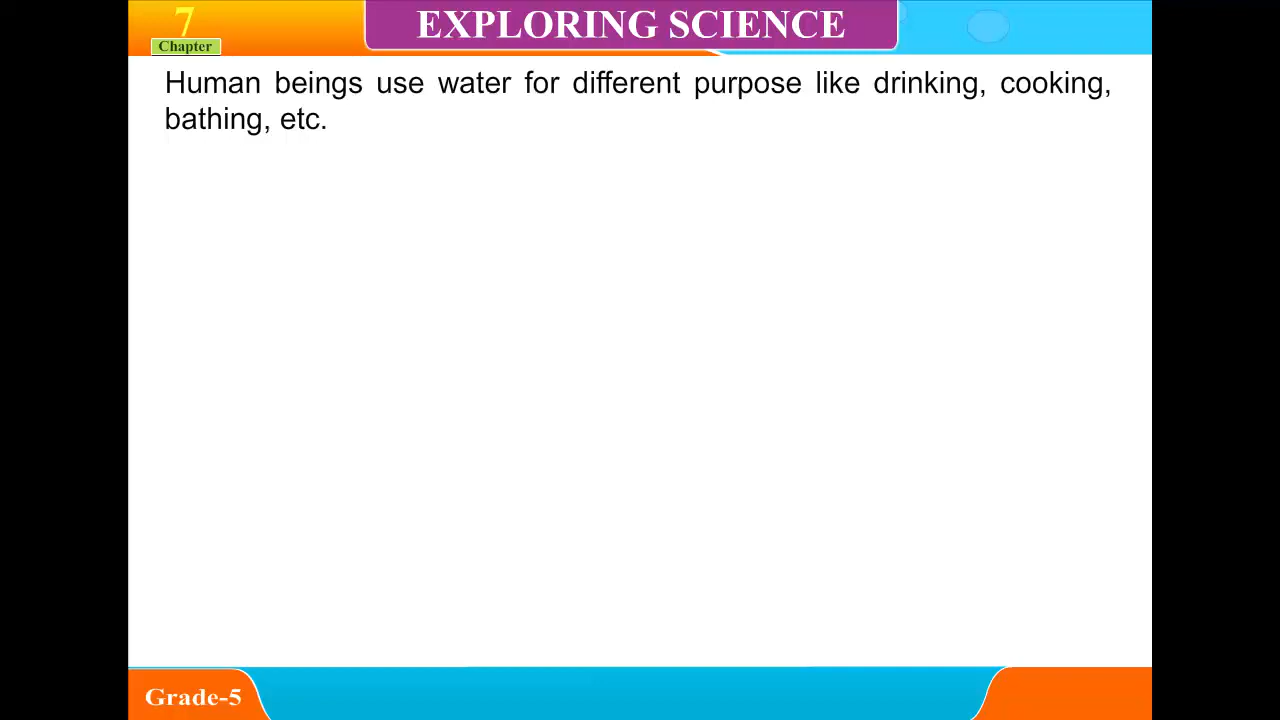 7
Chapter
EXPLORING SCIENCE
Human beings use water for different purpose like drinking, cooking,
bathing, etc.
Grade-5